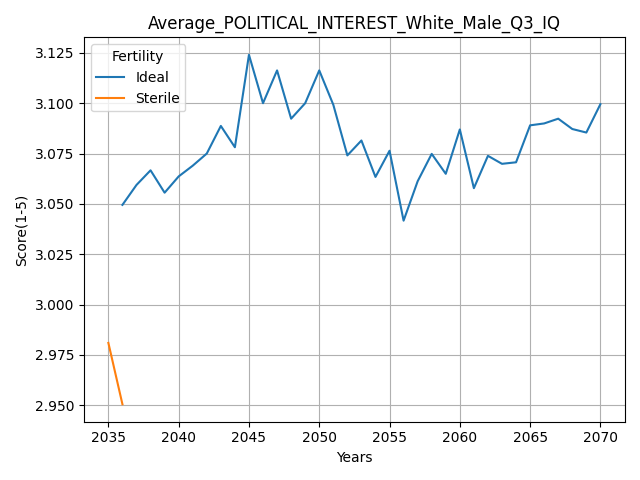 Average_POLITICAL_INTEREST_White_Male_Q3_IQ
Fertility
Ideal
Sterile
3.125
3.100
3.075
3.050
3.025
3.000
2.975
2.950
Score(1-5)
2035 2040 2045 2050 2055 2060 2065 2070
Years